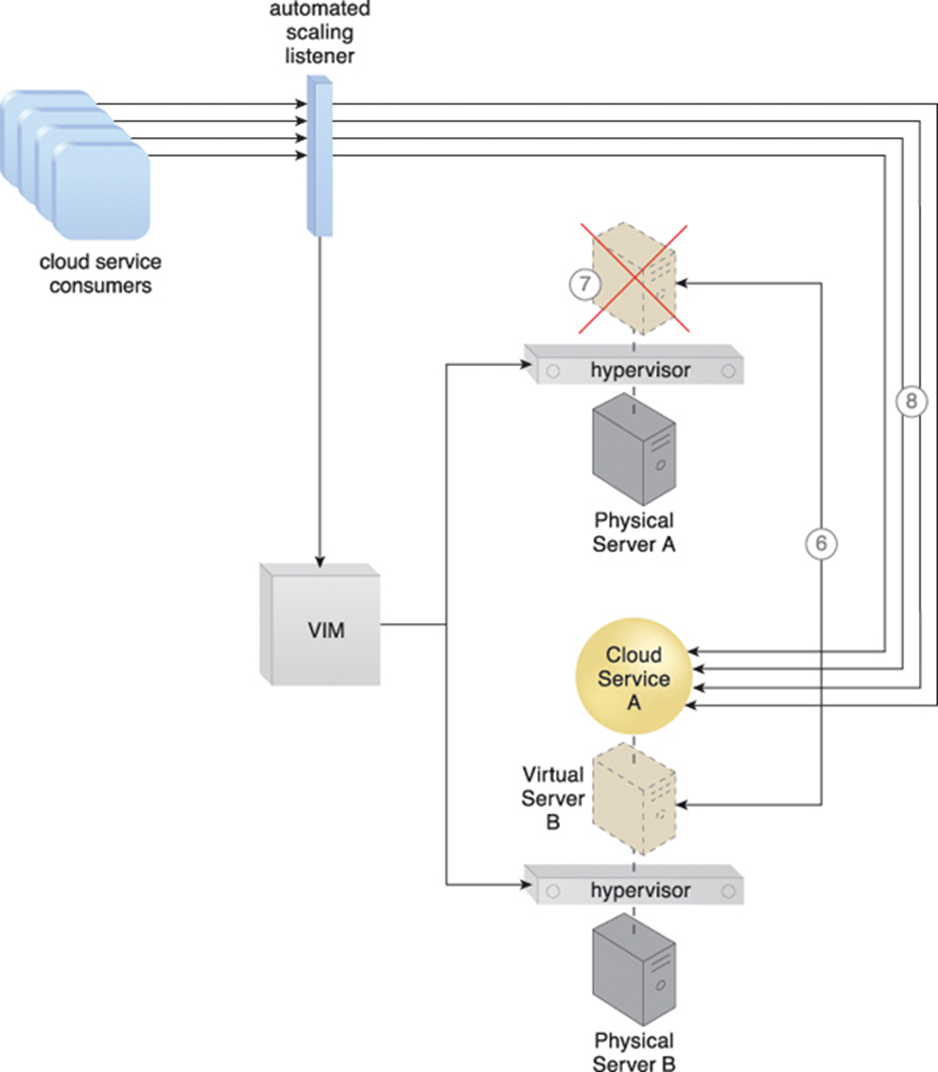 automated
scaling
listener
cloud service
consumers
7
hypervisor
8
Physical
Server A
6
VIM
Cloud
Service
A
Virtual
Server
B
hypervisor
Physical
Server B